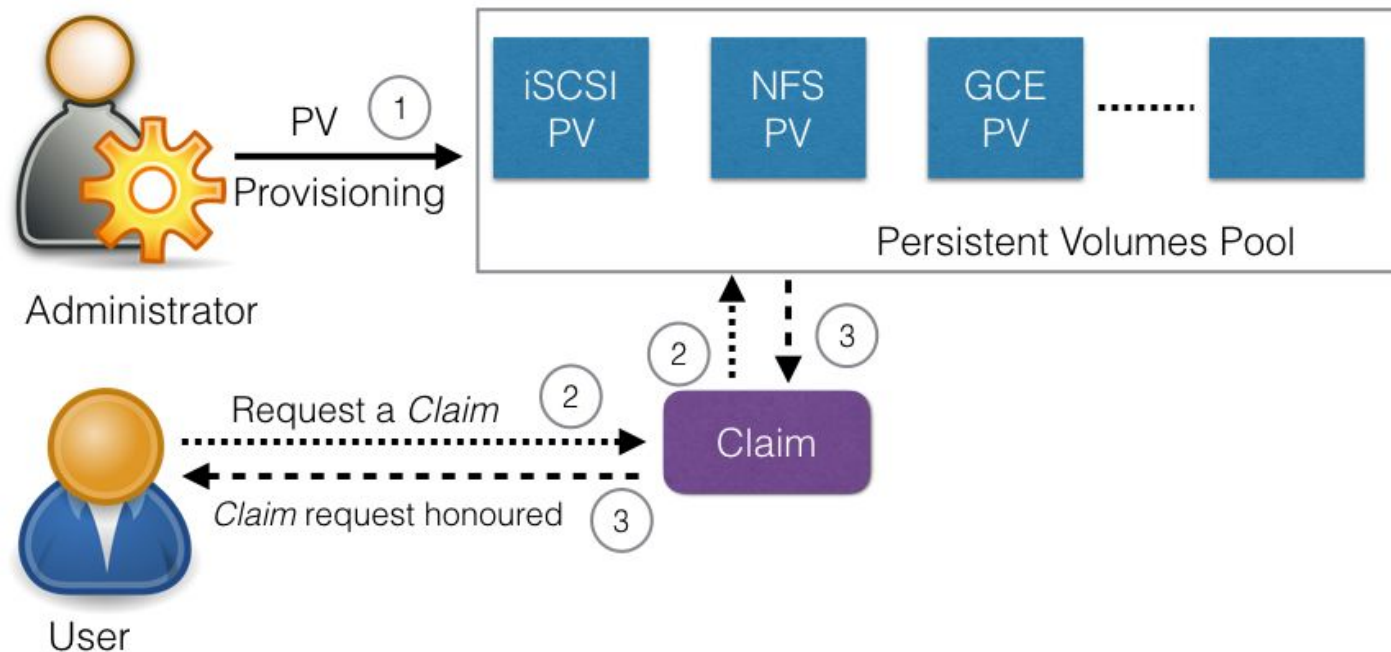 iSCSI
PV
NFS
PV
GCE
PV
PV
1
Provisioning
Persistent Volumes Pool
Administrator
2
3
Request a Claim
2
Claim
Claim request honoured
3
User